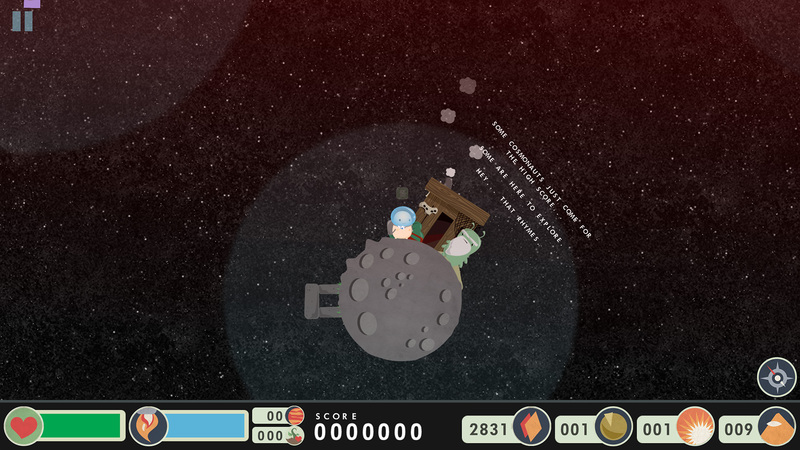 SOME COSMONAUTS JUST COME FOR
THE HIGH SCORE...
SOME ARE HERE TO EXPLORE.
HEY... THAT RHYMES...
00
000
SCORE
0000000
2831
001
001
009